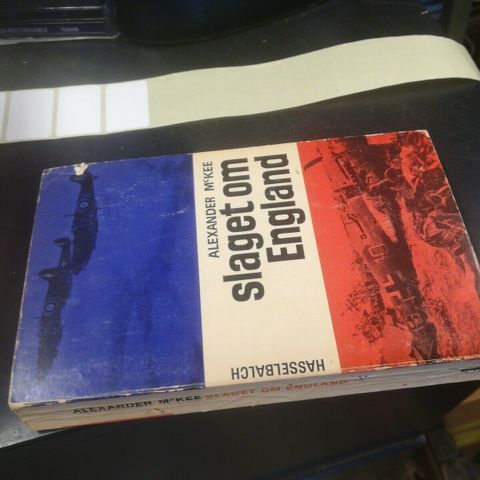 ALEXANDER McKEE
slaget om
England
HASSELBALCH
ALEXANDER McKEE SLAGET OM ENGLAND